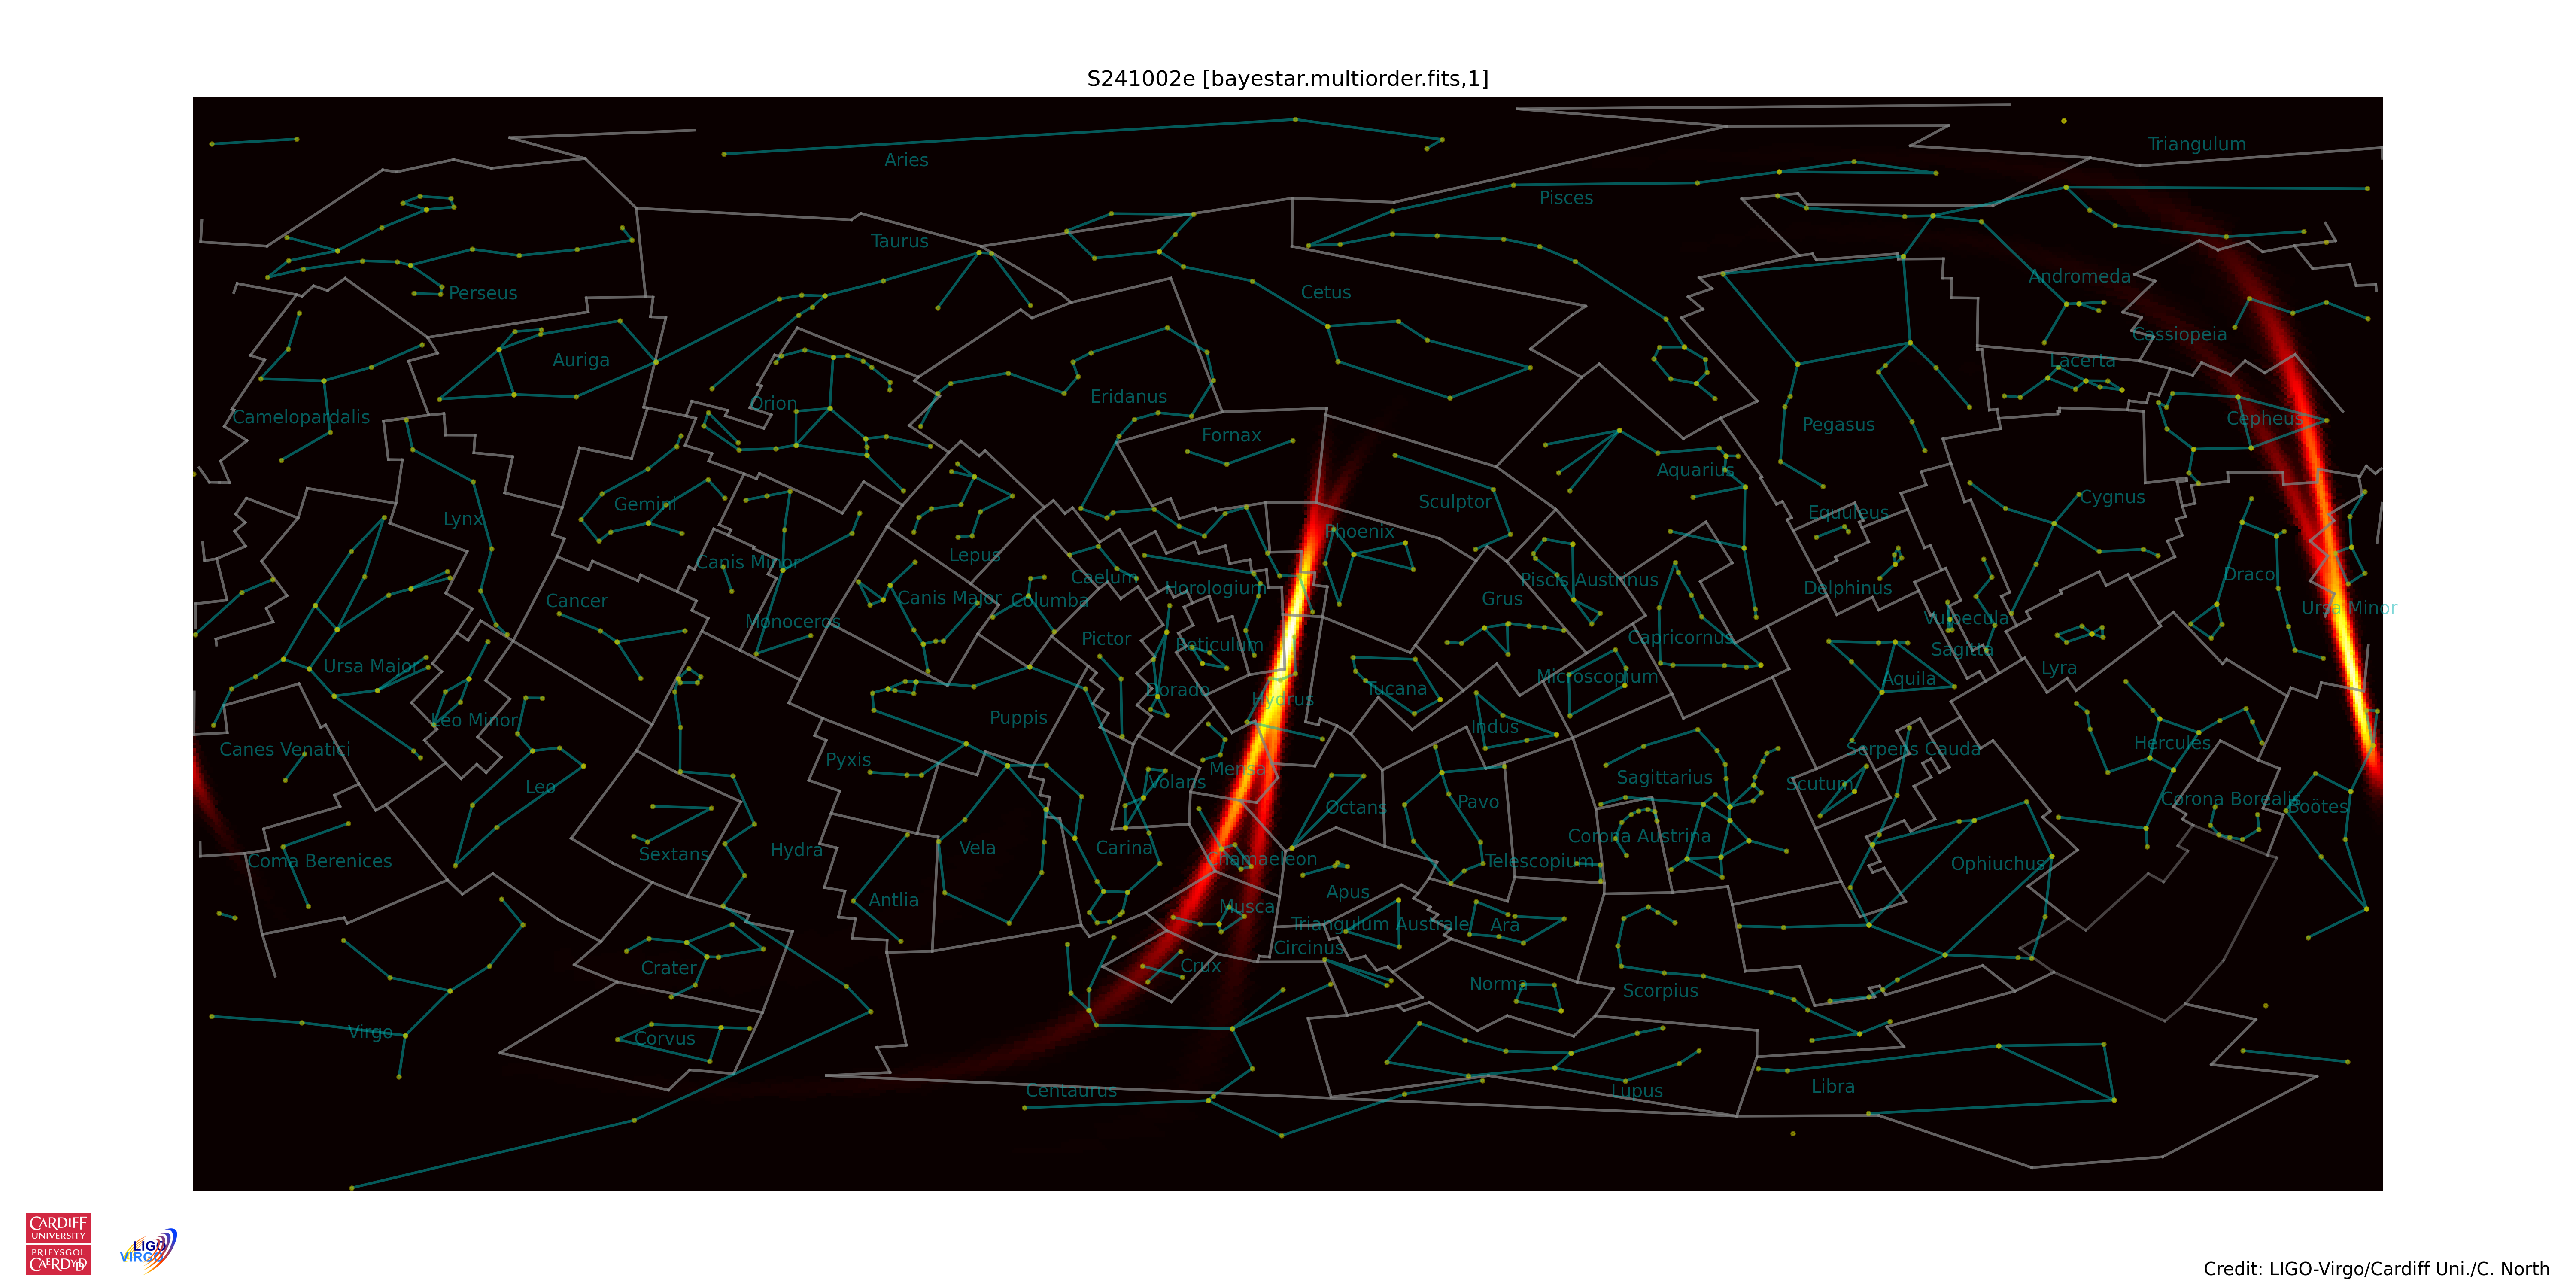 S241002e [bayestar.multiorder.fits,1]
Triangulum
Aries
Pisces
Taurus
Andromeda
Perseus
Cetus
Cassiopeia
Auriga
Lacerta
Eridanus
Orion
Camelopardalis
Cepheus
Pegasus
Fornax
Aquarius
Cygnus
Sculptor
Gemini
Equuleus
Lynx
Phoenix
Lepus
Canis Minor
Draco
Caelum
Piscis Austrinus
Horologium
Delphinus
Canis Major
Grus
Columba
Cancer
Ursa Minor
Vulpecula
Monoceros
Pictor
Capricornus
Reticulum
Sagitta
Ursa Major
Lyra
Microscopium
Aquila
Dorado
Tucana
Hydrus
Puppis
Leo Minor
Indus
Hercules
Canes Venatici
Serpens Cauda
Pyxis
Mensa
Sagittarius
Volans
Scutum
Leo
Corona Borealis
Pavo
Octans
Boötes
Corona Austrina
Vela
Carina
Hydra
Sextans
Chamaeleon
Coma Berenices
Telescopium
Ophiuchus
Apus
Antlia
Musca
Triangulum Australe
Ara
Circinus
Crux
Crater
Norma
Scorpius
Virgo
Corvus
Libra
Centaurus
Lupus
CARDIFF
UNIVERSITY
PRIFYSGOL
CAERDYDD
LIGO
VIRGO
Credit: LIGO-Virgo/Cardiff Uni./C. North